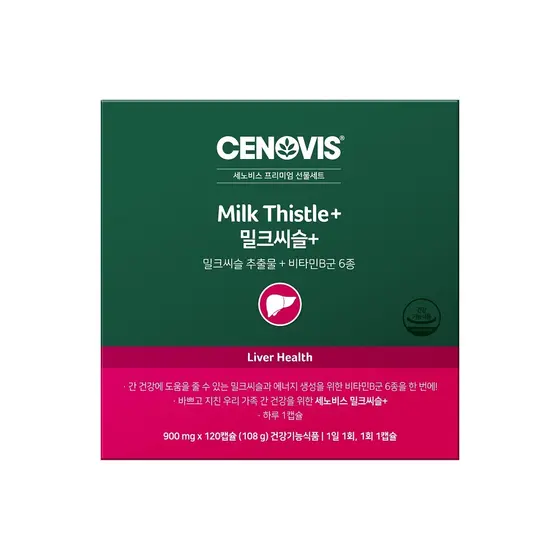 CENOVIS®
세노비스 프리미엄 선물세트
Milk Thistle+
밀크씨슬+
밀크씨슬 추출물 + 비타민B군 6종
Liver Health
· 간 건강에 도움을 줄 수 있는 밀크씨슬과 에너지 생성을 위한 비타민B군 6종을 한 번에!
· 바쁘고 지친 우리 가족 간 건강을 위한 세노비스 밀크씨슬+
· 하루 1캡슐
900 mg x 120캡슐 (108 g) 건강기능식품 | 1일 1회, 1회 1캡슐